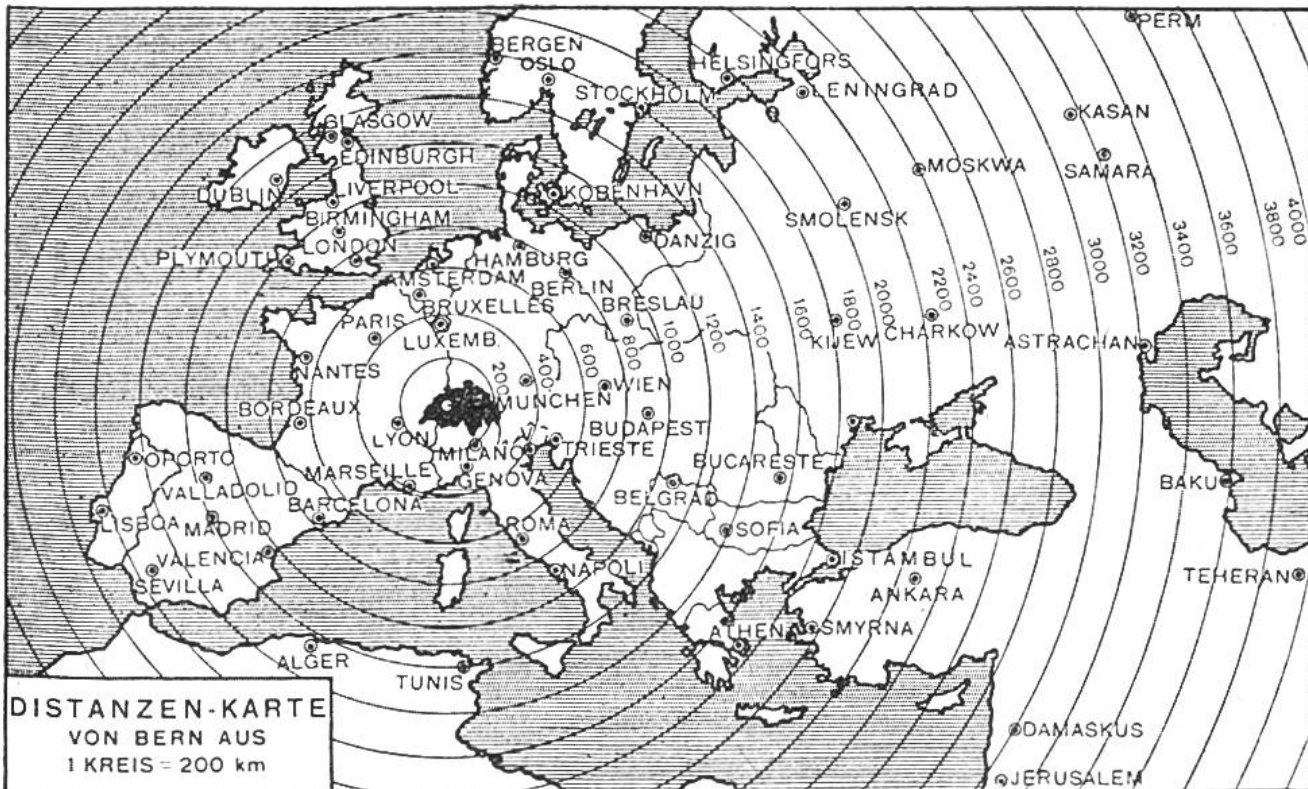 PERM
BERGEN
OSLO
HELSINGFORS
STOCKHOLM
LENINGRAD
KASAN
GLASGOW
EDINBURGH
MOSKWA
SAMARA
DUBLIN
LIVERPOOL
KÖBENHAVN
BIRMINGHAM
SMOLENSK
LONDON
DANZIG
PLYMOUTH
HAMBURG
AMSTERDAM
BERLIN
BRUXELLES
BRESLAU
PARIS
LUXEMB.
KIJEW
CHARKOW
ASTRACHAN
NANTES
WIEN
MÜNCHEN
BORDEAUX
BUDAPEST
LYON
MILANO
TRIESTE
OPORTO
MARSEILLE
GENOVA
BUCAREST
VALLADOLID
BELGRAD
BAKU
BARCELONA
LISBOA
MADRID
ROMA
SOFIA
VALENCIA
ISTAMBUL
NAPOLI
SEVILLA
TEHERAN
ANKARA
ATHEN
SMYRNA
ALGER
TUNIS
DAMASKUS
JERUSALEM
200
400
600
800
1000
1200
1400
1600
1800
2000
2200
2400
2600
2800
3000
3200
3400
3600
3800
4000
DISTANZEN-KARTE
VON BERN AUS
1 KREIS = 200 km